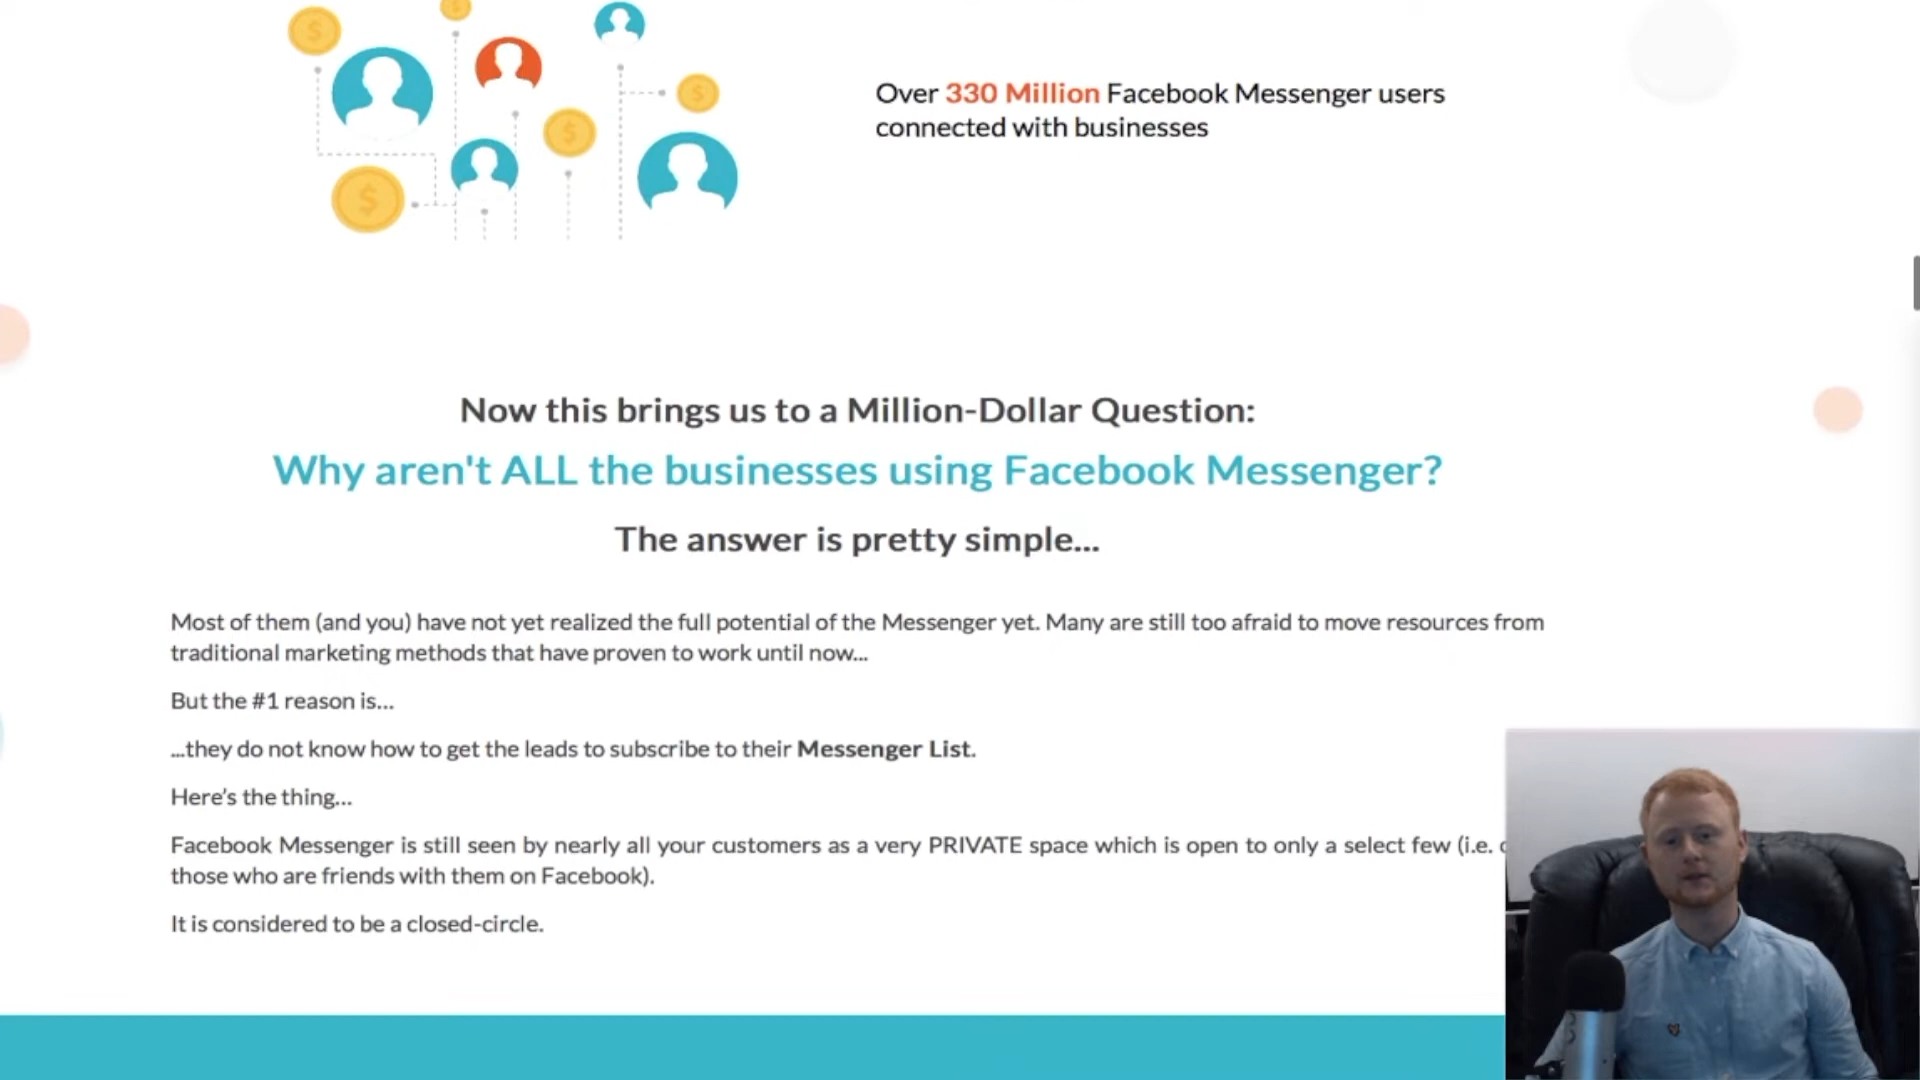 Over 330 Million Facebook Messenger users
connected with businesses
Now this brings us to a Million-Dollar Question:
Why aren't ALL the businesses using Facebook Messenger?
The answer is pretty simple...
Most of them (and you) have not yet realized the full potential of the Messenger yet. Many are still too afraid to move resources from
traditional marketing methods that have proven to work until now...
But the #1 reason is...
...they do not know how to get the leads to subscribe to their Messenger List.
Here's the thing...
Facebook Messenger is still seen by nearly all your customers as a very PRIVATE space which is open to only a select few (i.e.
those who are friends with them on Facebook).
It is considered to be a closed-circle.